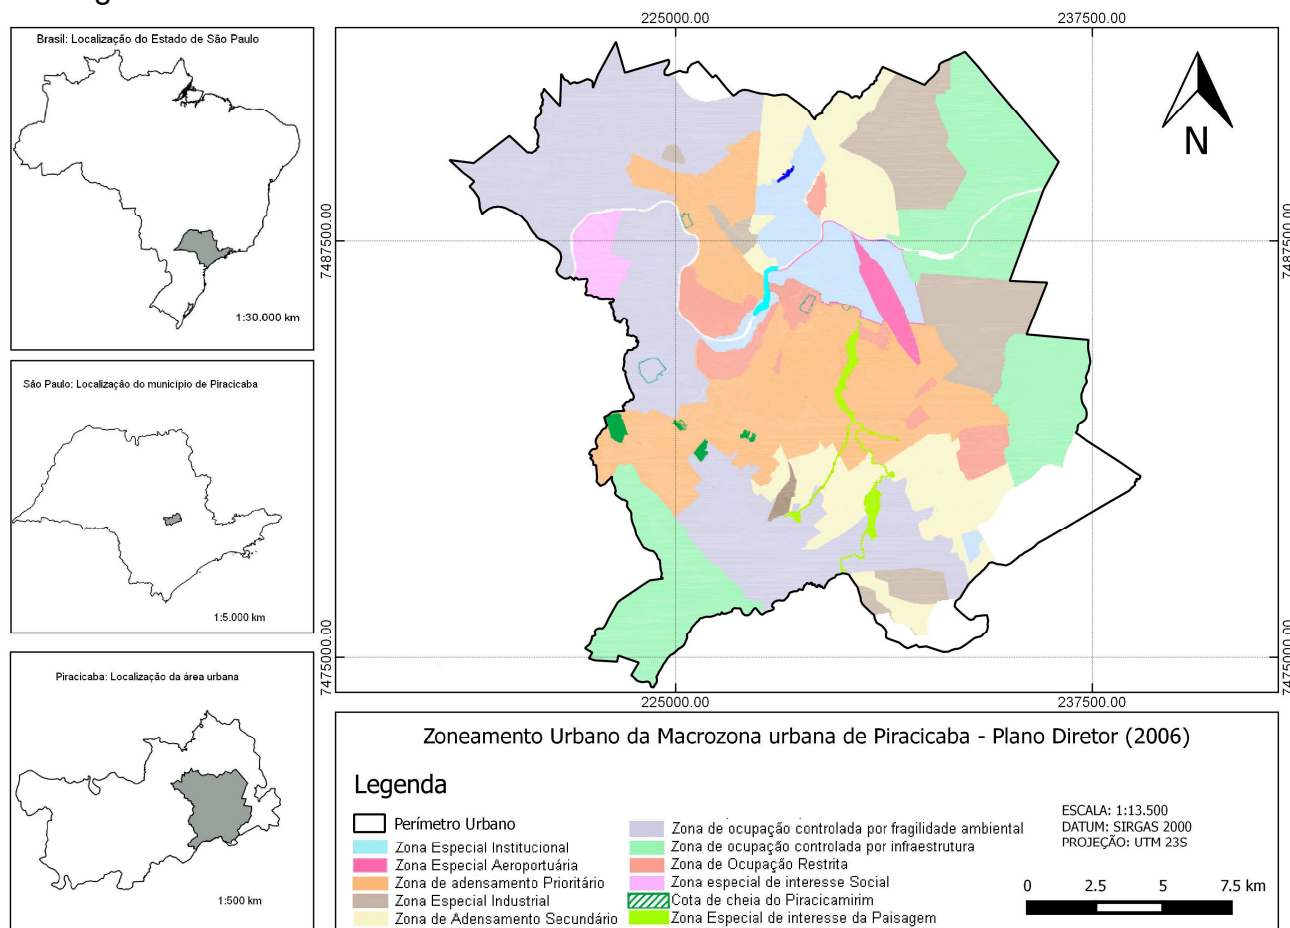 Brasil: Localização do Estado de São Paulo
1:30.000 km
São Paulo: Localização do município de Piracicaba
1:5.000 km
Piracicaba: Localização da área urbana
1:500 km
225000.00
237500.00
7487500.00
7487500.00
7475000.00
7475000.00
N
225000.00
237500.00
Zoneamento Urbano da Macrozona urbana de Piracicaba - Plano Diretor (2006)
Legenda
Perímetro Urbano
Zona Especial Institucional
Zona Especial Aeroportuária
Zona de adensamento Prioritário
Zona Especial Industrial
Zona de Adensamento Secundário
Zona de ocupação controlada por fragilidade ambiental
Zona de ocupação controlada por infraestrutura
Zona de Ocupação Restrita
Zona especial de interesse Social
Cota de cheia do Piracicamirim
Zona Especial de interesse da Paisagem
ESCALA: 1:13.500
DATUM: SIRGAS 2000
PROJEÇÃO: UTM 23S
0 2.5 5 7.5 km